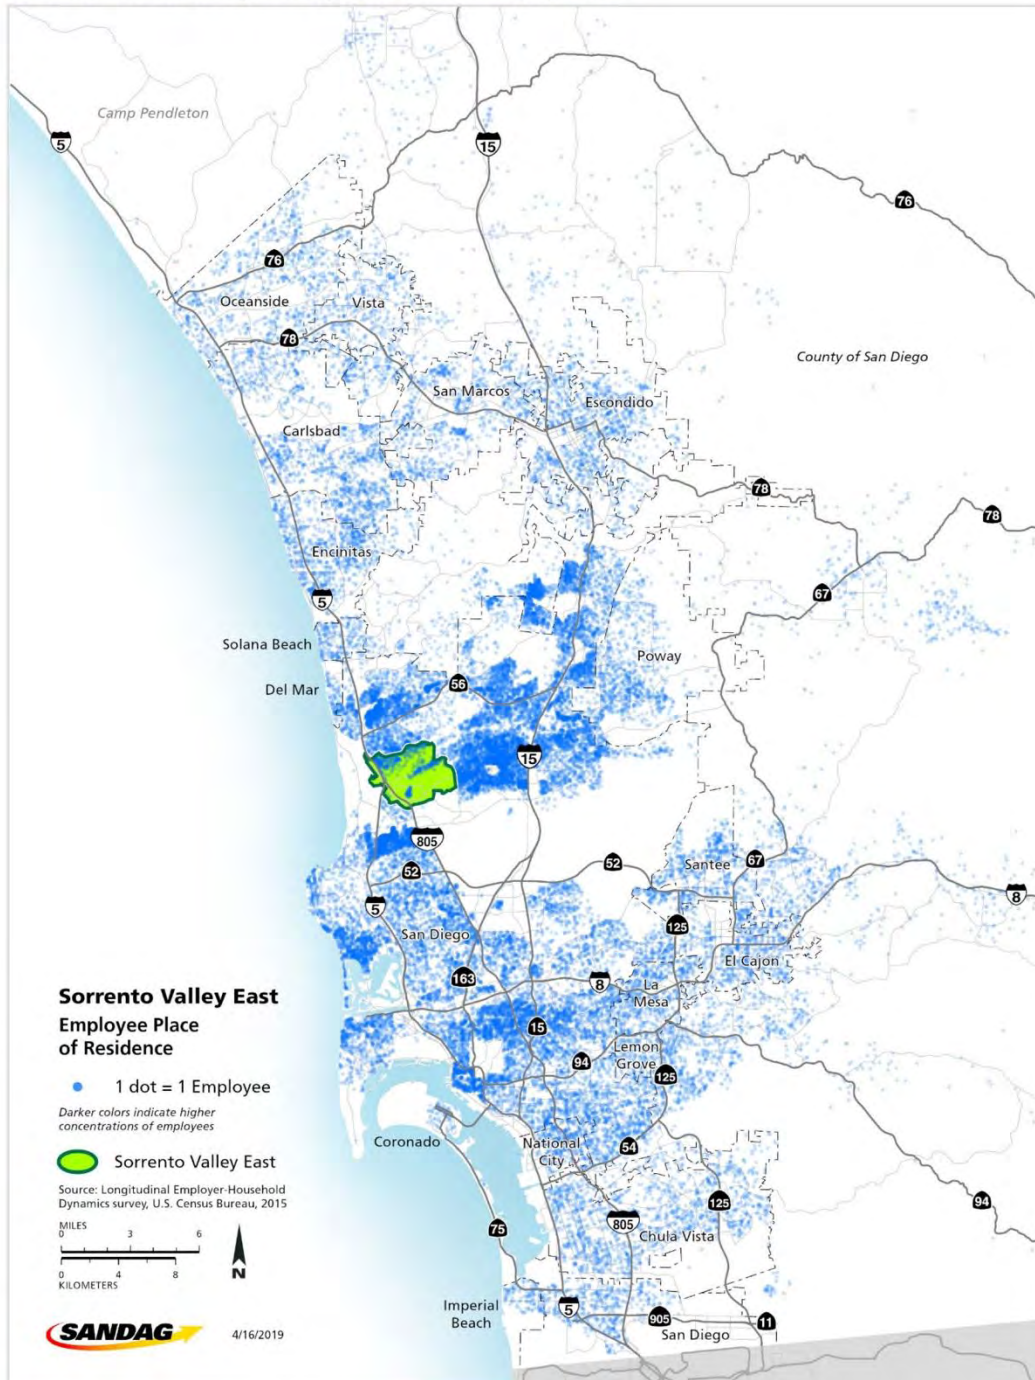 Camp Pendleton
5
15
76
76
Oceanside
Vista
78
County of San Diego
San Marcos
Escondido
Carlsbad
78
78
Encinitas
67
5
Solana Beach
Poway
Del Mar
56
15
805
52
52
Santee
67
8
5
125
San Diego
El Cajon
163
8
La
Mesa
15
Lemon
Grove
94
125
Coronado
National
City
54
125
94
805
75
Chula Vista
Imperial
Beach
5
905
San Diego
11
Sorrento Valley East
Employee Place
of Residence
1 dot = 1 Employee
Darker colors indicate higher
concentrations of employees
Sorrento Valley East
Source: Longitudinal Employer-Household
Dynamics survey, U.S. Census Bureau, 2015
MILES
0 3 6
0 4 8
KILOMETERS
N
SANDAG
4/16/2019